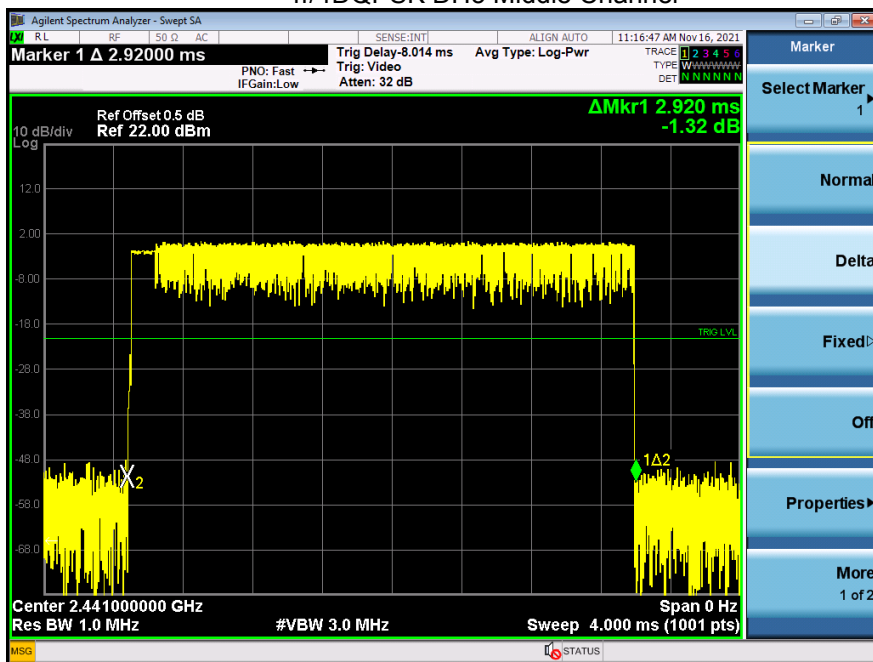 Middle Channel
Agilent Spectrum Analyzer - Swept SA
LXI RL RF 50 Ω AC SENSE:INT ALIGN AUTO 11:16:47 AM Nov 16, 2021
Marker 1 Δ 2.92000 ms
PNO: Fast
IFGain:Low
Trig Delay-8.014 ms
Trig: Video
Atten: 32 dB
Avg Type: Log-Pwr
TRACE 1 2 3 4 5 6
TYPE WWWWWW
DET N N N N N N
Marker
Select Marker
1
Normal
Delta
Fixed
Off
Properties
More
1 of 2
ΔMkr1 2.920 ms
-1.32 dB
Ref Offset 0.5 dB
10 dB/div Ref 22.00 dBm
Log
12.0
2.00
-8.00
-18.0
TRIG LVL
-28.0
-38.0
-48.0
1Δ2
X2
-58.0
-68.0
Center 2.441000000 GHz Span 0 Hz
Res BW 1.0 MHz #VBW 3.0 MHz Sweep 4.000 ms (1001 pts)
MSG STATUS